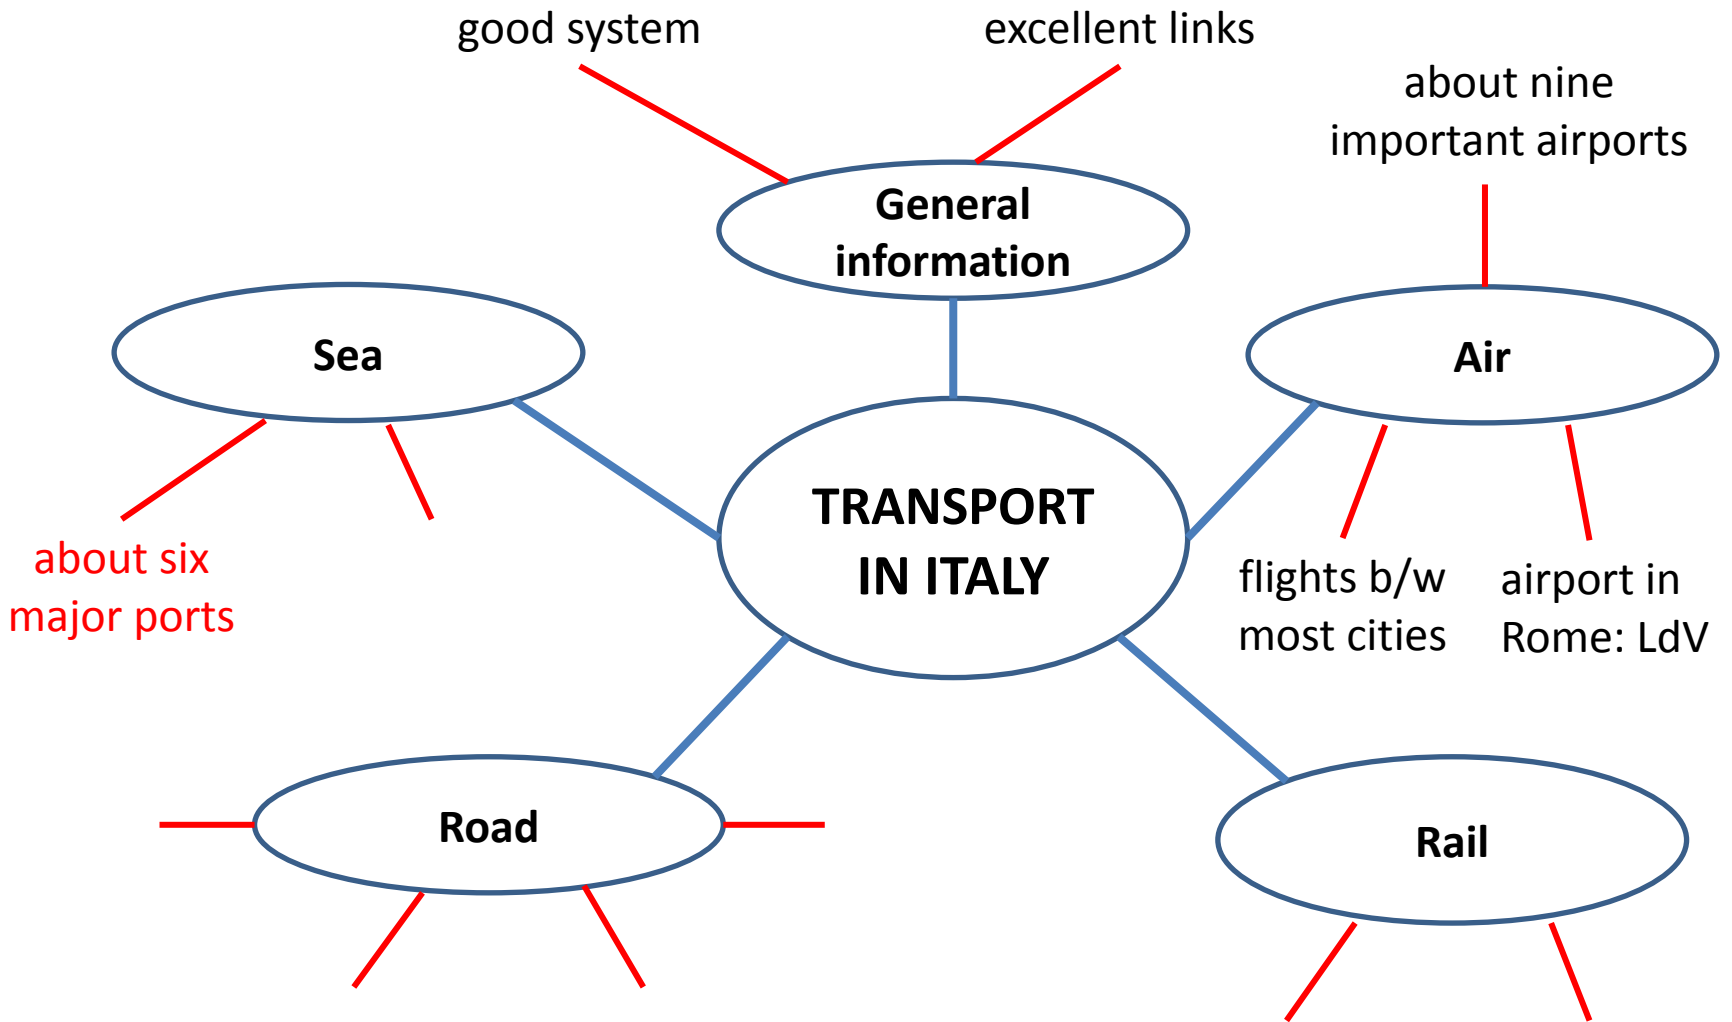 good system
excellent links
about nine
important airports
General
information
Sea
Air
TRANSPORT
IN ITALY
about six
major ports
flights b/w
most cities
airport in
Rome: LdV
Road
Rail